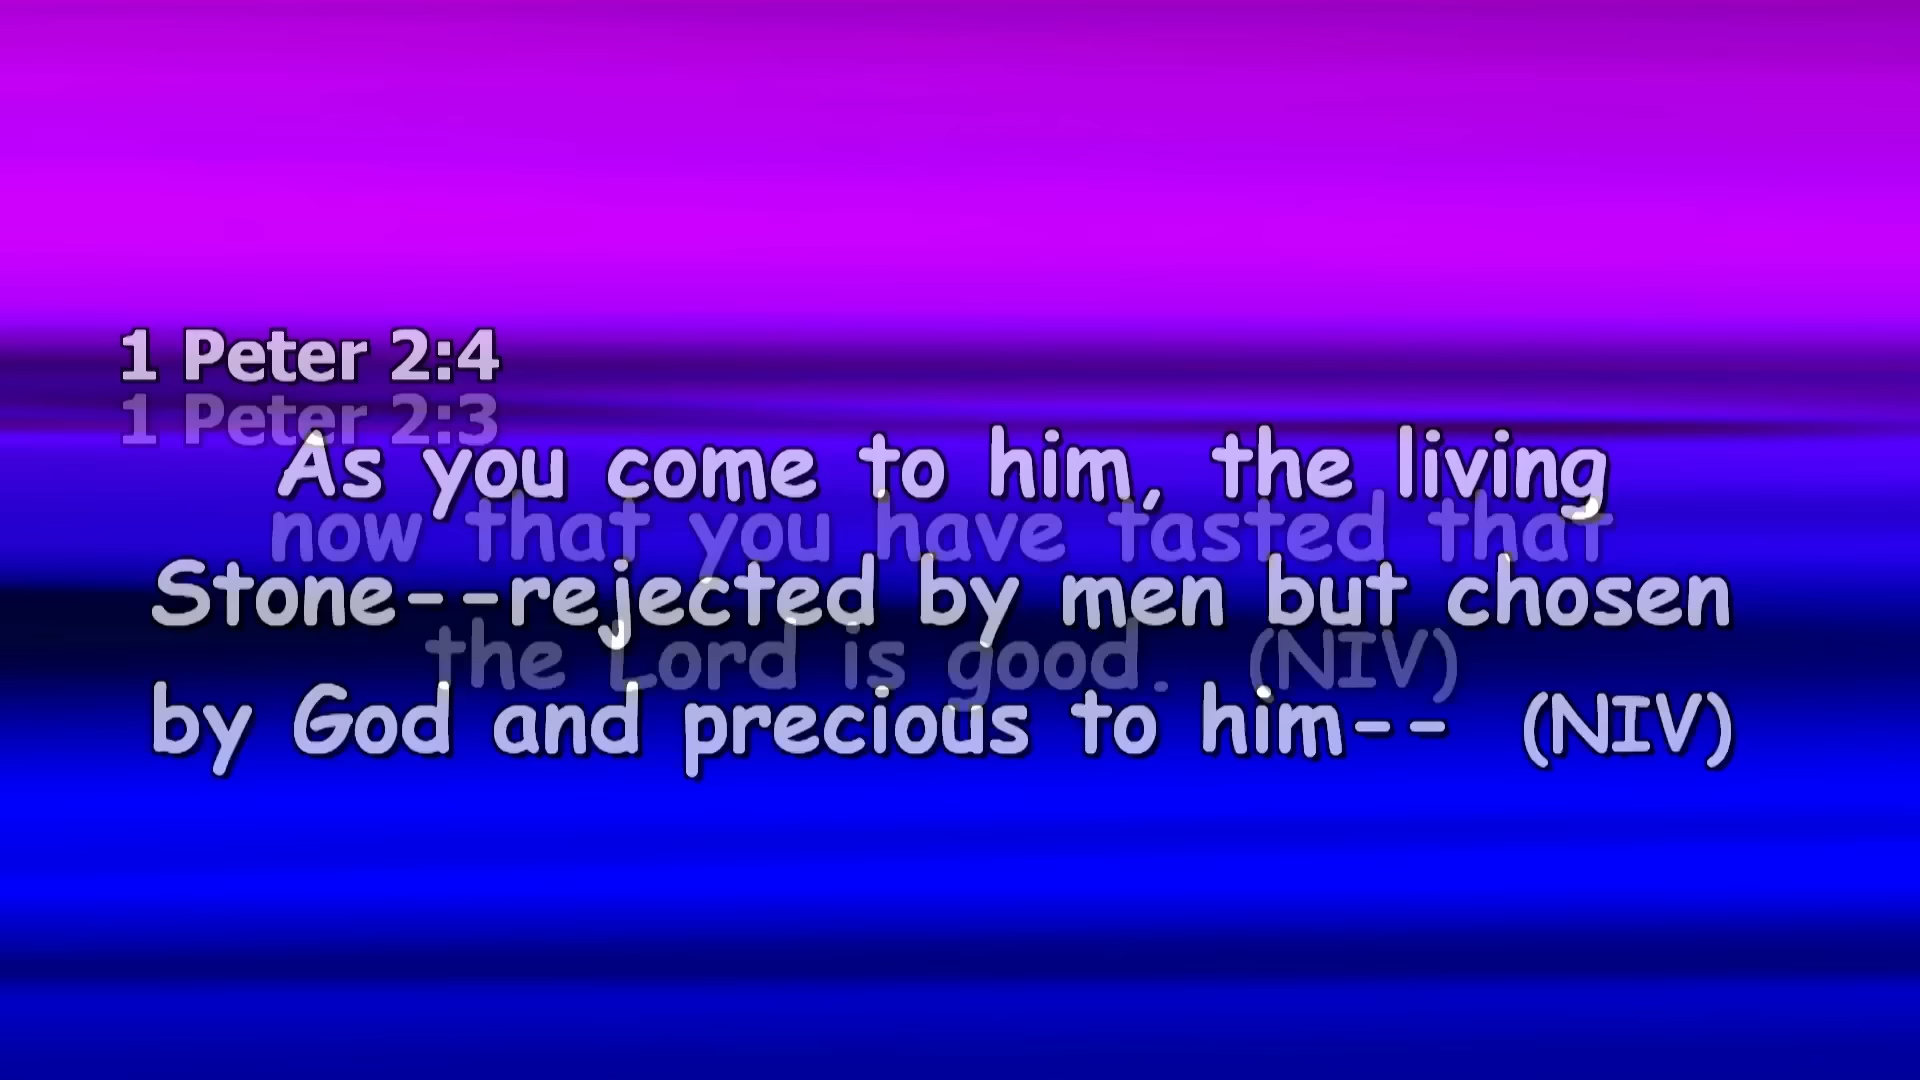 1 Peter 2:4
1 Peter 2:3
As you come to him, the living
now that you have tasted that
Stone--rejected by men but chosen
the Lord is good. (NIV)
by God and precious to him-- (NIV)